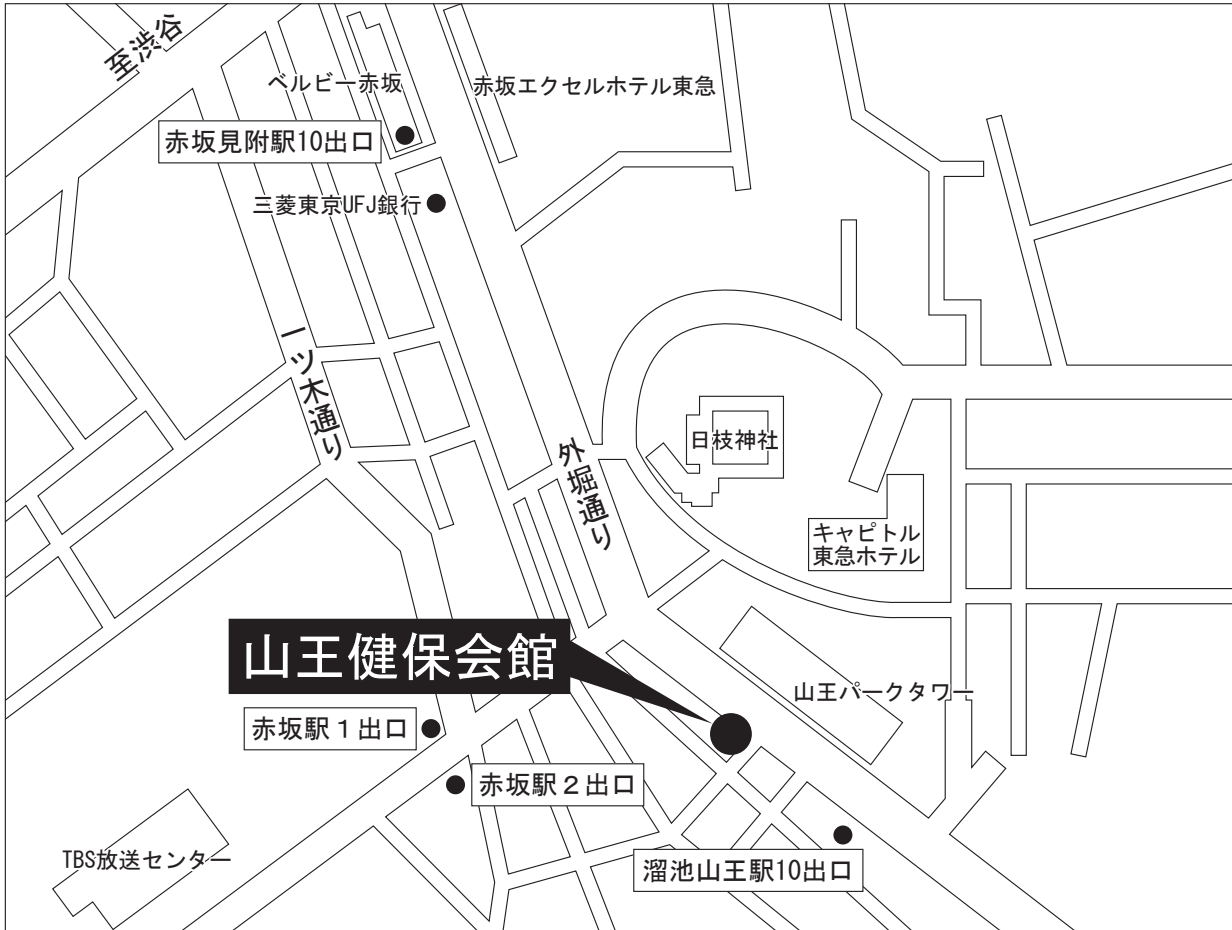 至渋谷
ベルビー赤坂
赤坂エクセルホテル東急
赤坂見附駅10出口
三菱東京UFJ銀行
一ツ木通り
外堀通り
日枝神社
キャピトル
東急ホテル
山王健保会館
山王パークタワー
赤坂駅１出口
赤坂駅２出口
TBS放送センター
溜池山王駅10出口